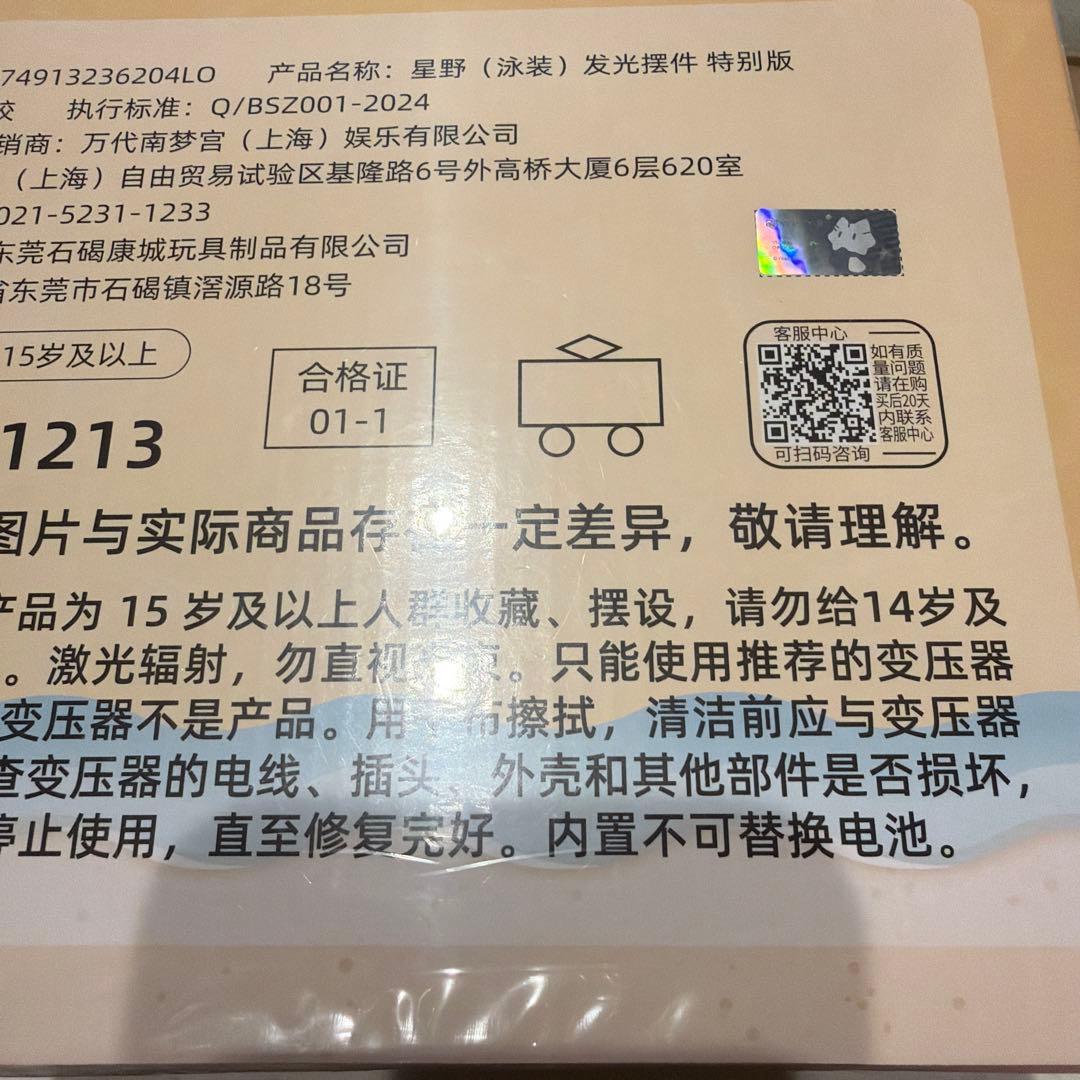 74913236204LO 产品名称：星野（泳装）发光摆件 特别版
执行标准：Q/BSZ001-2024
销商：万代南梦宫（上海）娱乐有限公司
（上海）自由贸易试验区基隆路6号外高桥大厦6层620室
021-5231-1233
东莞石碣康城玩具制品有限公司
省东莞市石碣镇滘源路18号
15岁及以上
合格证
01-1
客服中心
如有质
量问题
请在购
买后20天
内联系
客服中心
可扫码咨询
1213
图片与实际商品存在一定差异，敬请理解。
产品为 15 岁及以上人群收藏、摆设，请勿给14岁及
。激光辐射，勿直视光束。只能使用推荐的变压器
变压器不是产品。用干布擦拭，清洁前应与变压器
查变压器的电线、插头、外壳和其他部件是否损坏，
停止使用，直至修复完好。内置不可替换电池。